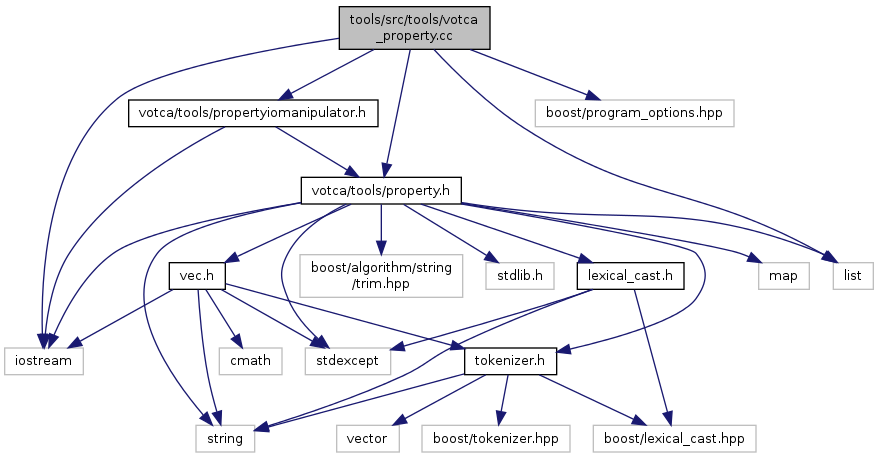 tools/src/tools/votca
_property.cc
votca/tools/propertyiomanipulator.h
boost/program_options.hpp
votca/tools/property.h
vec.h
boost/algorithm/string
/trim.hpp
stdlib.h
lexical_cast.h
map
list
iostream
cmath
stdexcept
tokenizer.h
string
vector
boost/tokenizer.hpp
boost/lexical_cast.hpp